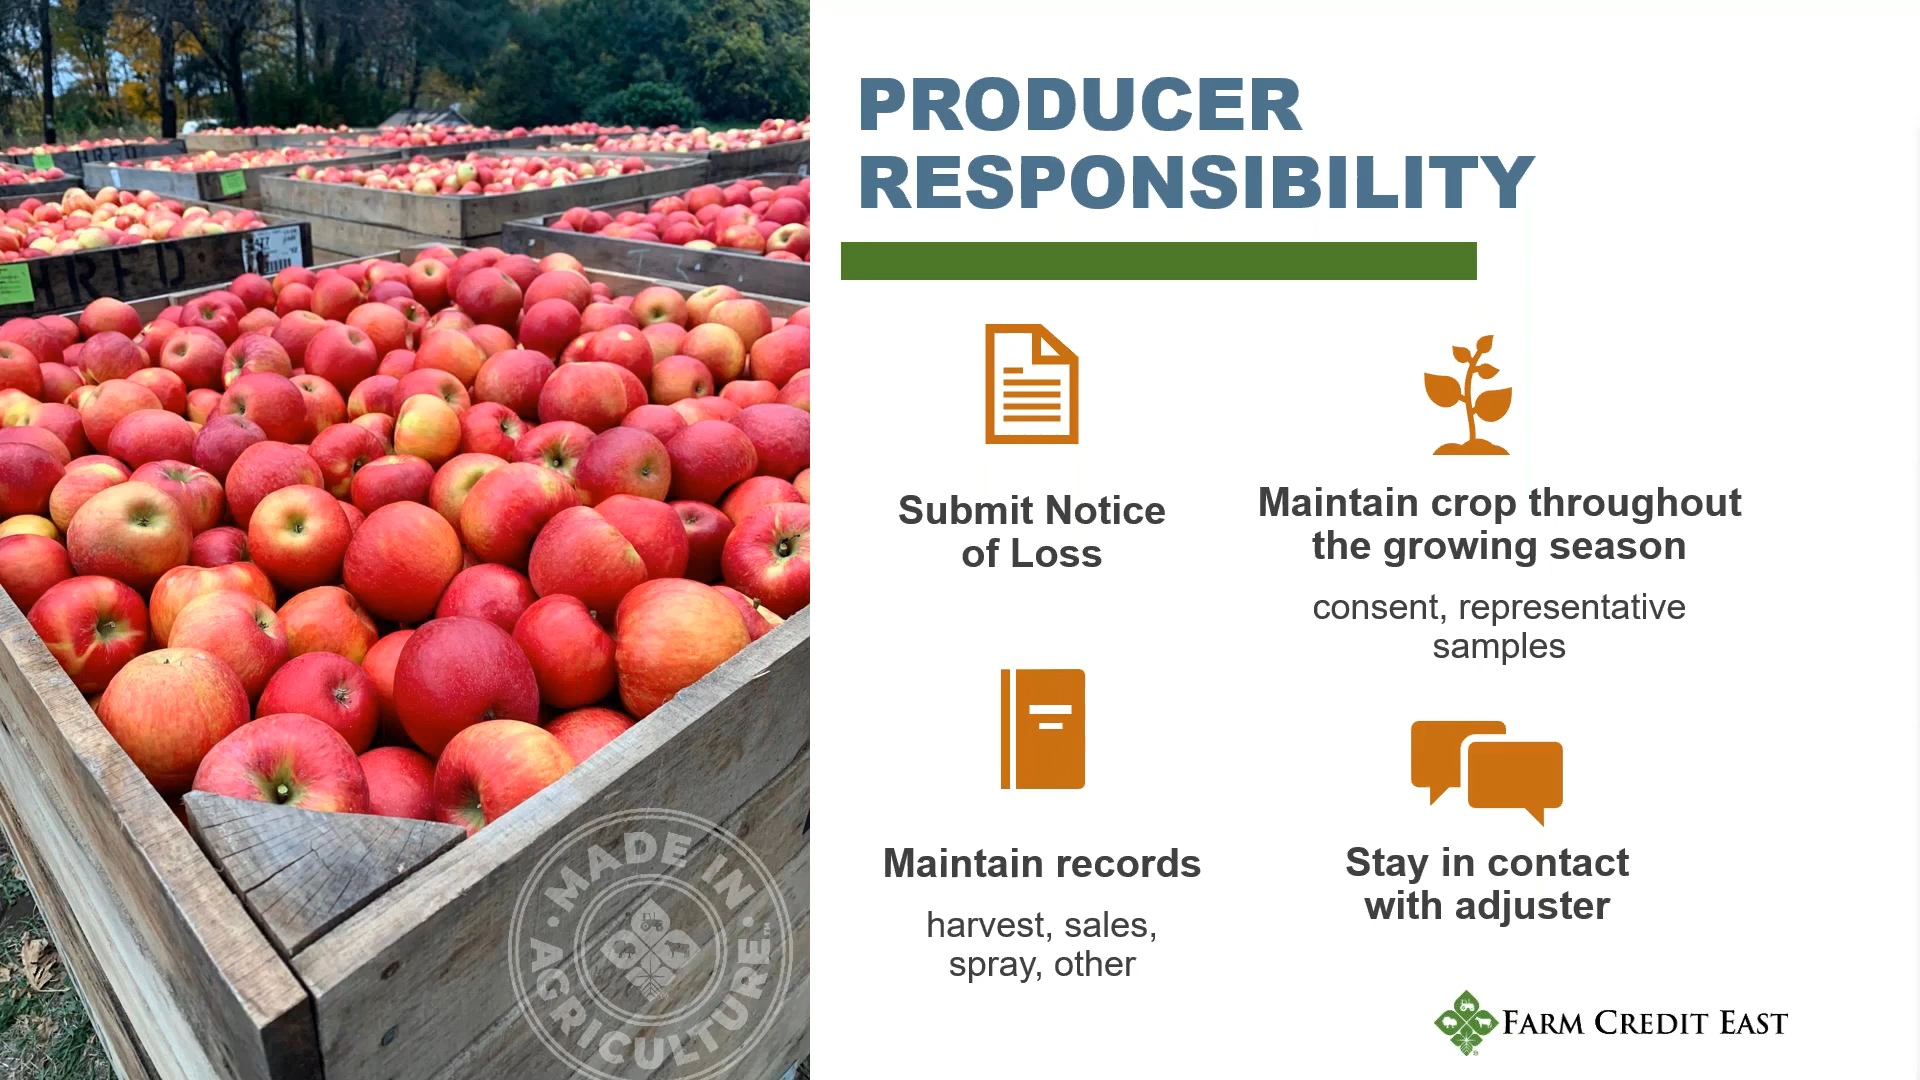 PRODUCER
RESPONSIBILITY
Submit Notice
of Loss
Maintain crop throughout
the growing season
consent, representative
samples
Maintain records
harvest, sales,
spray, other
Stay in contact
with adjuster
FARM CREDIT EAST
MADE IN
AGRICULTURE™